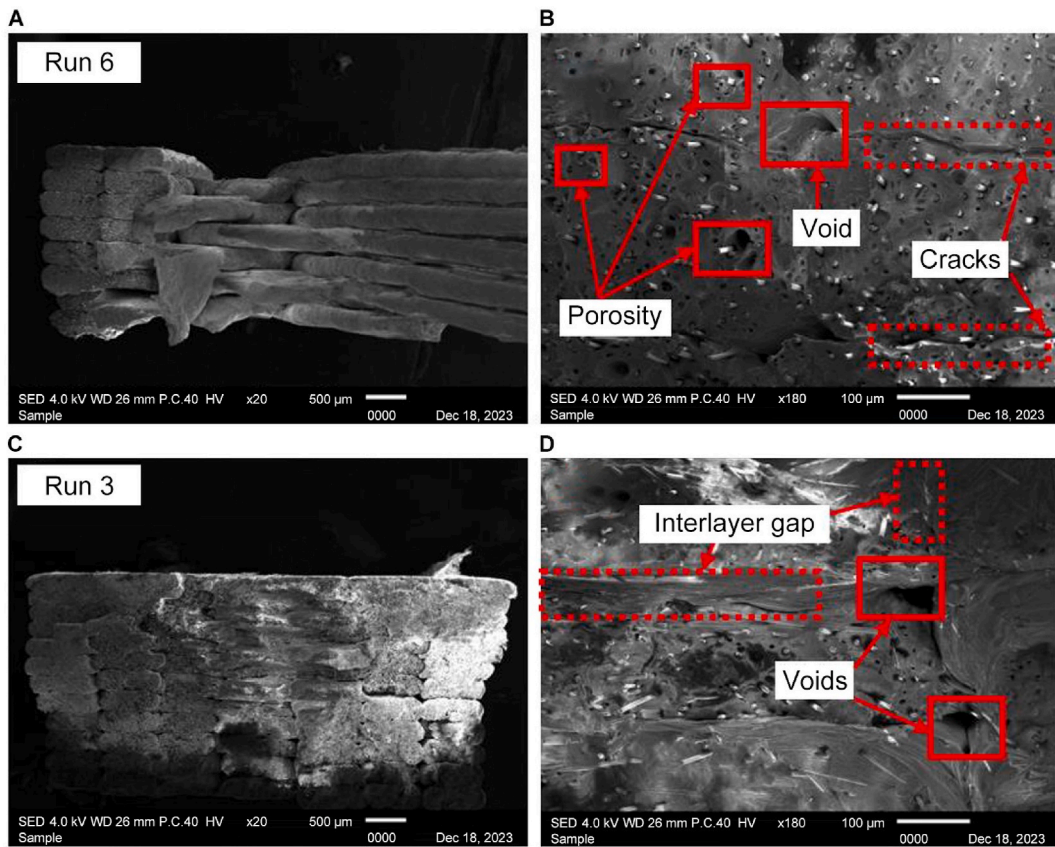 A
Run 6
SED 4.0 kV WD 26 mm P.C.40 HV x20 500 µm
Sample 0000 Dec 18, 2023
B
Void
Cracks
Porosity
SED 4.0 kV WD 26 mm P.C.40 HV x180 100 µm
Sample 0000 Dec 18, 2023
C
Run 3
SED 4.0 kV WD 26 mm P.C.40 HV x20 500 µm
Sample 0000 Dec 18, 2023
D
Interlayer gap
Voids
SED 4.0 kV WD 26 mm P.C.40 HV x180 100 µm
Sample 0000 Dec 18, 2023